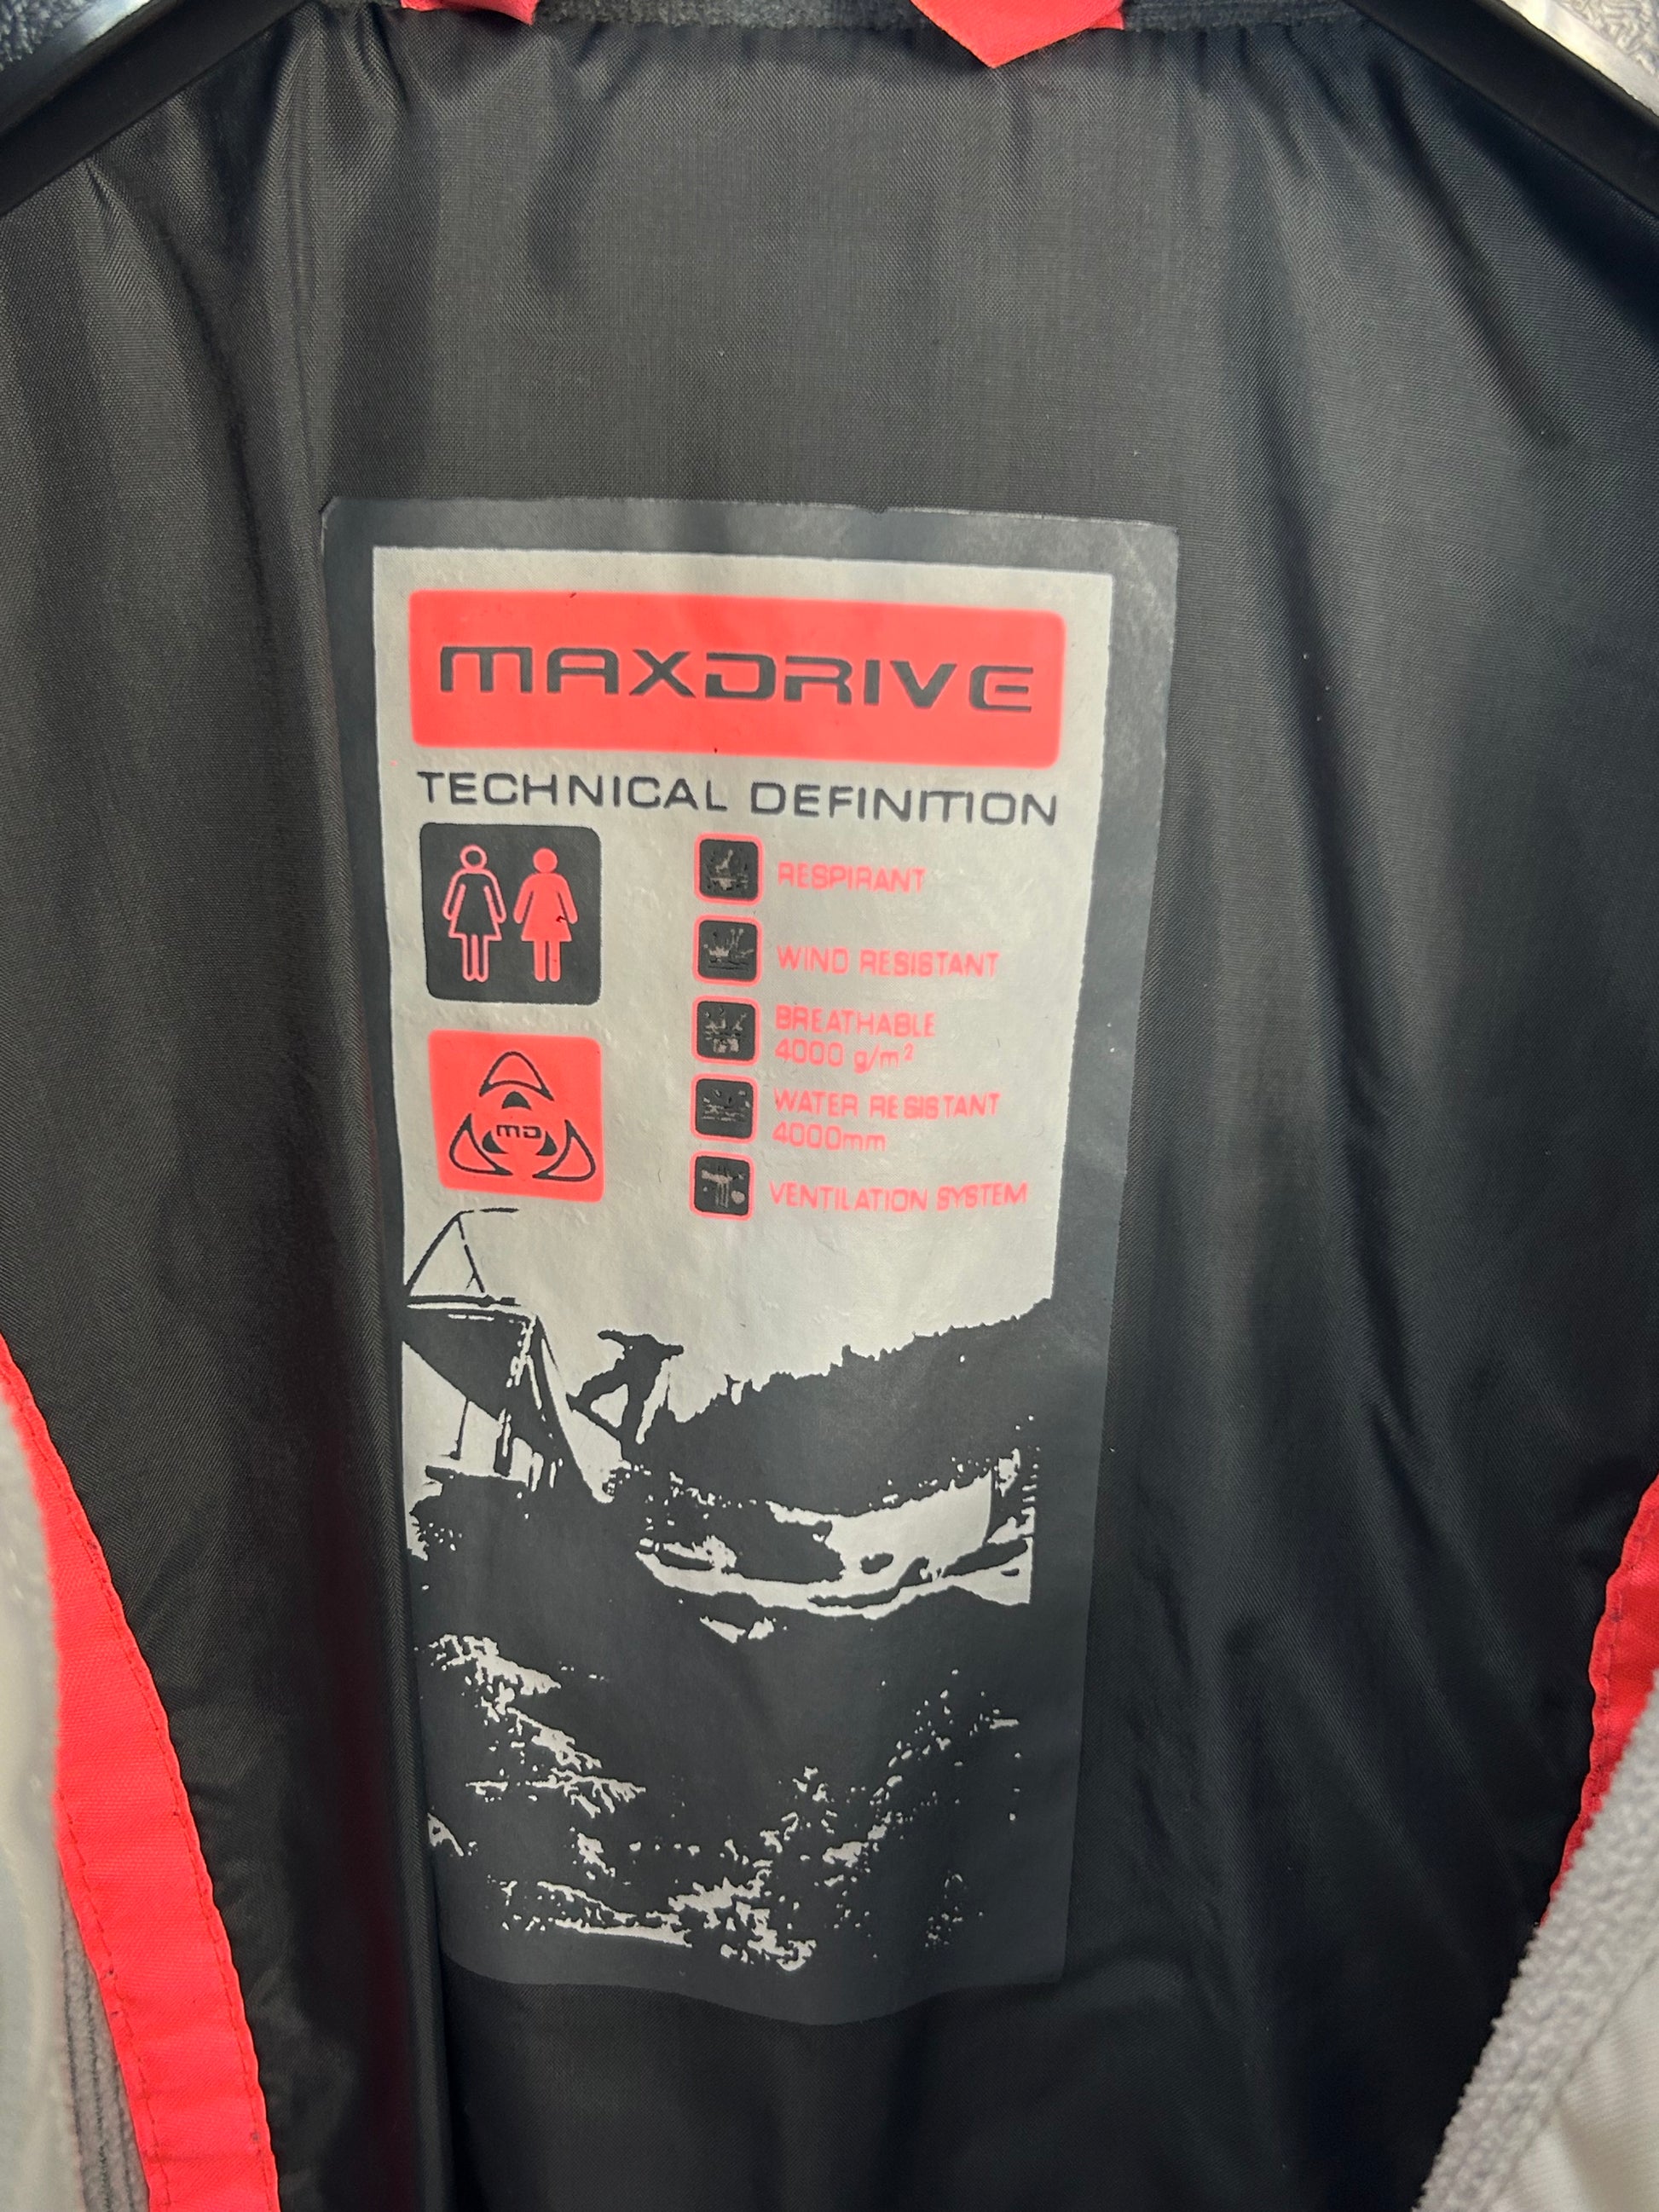 MAXDRIVE
TECHNICAL DEFINITION
RESPIRANT
WIND RESISTANT
BREATHABLE
4000 g/m²
WATER RESISTANT
4000mm
VENTILATION SYSTEM
MD